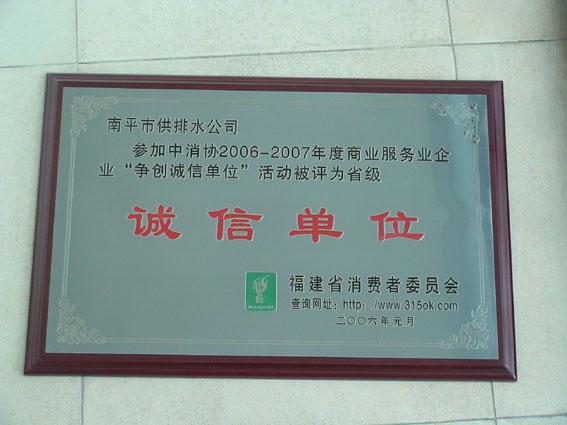 南平市供排水公司
参加中消协2006-2007年度商业服务业企
业“争创诚信单位”活动被评为省级
诚信单位
福建省消费者委员会
查询网址：http://www.315ok.com
二〇〇六年元月